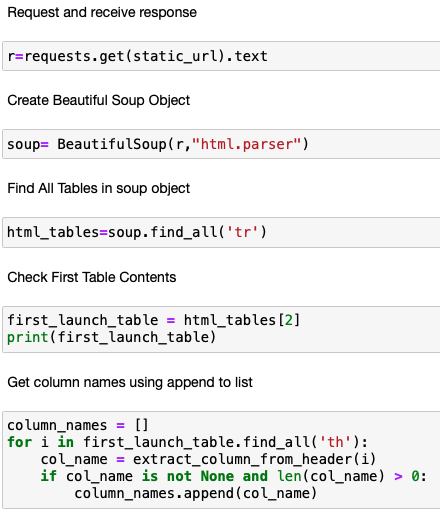 Request and receive response
r=requests.get(static_url).text
Create Beautiful Soup Object
soup= BeautifulSoup(r,"html.parser")
Find All Tables in soup object
html_tables=soup.find_all('tr')
Check First Table Contents
first_launch_table = html_tables[2]
print(first_launch_table)
Get column names using append to list
column_names = []
for i in first_launch_table.find_all('th'):
    col_name = extract_column_from_header(i)
    if col_name is not None and len(col_name) > 0:
        column_names.append(col_name)